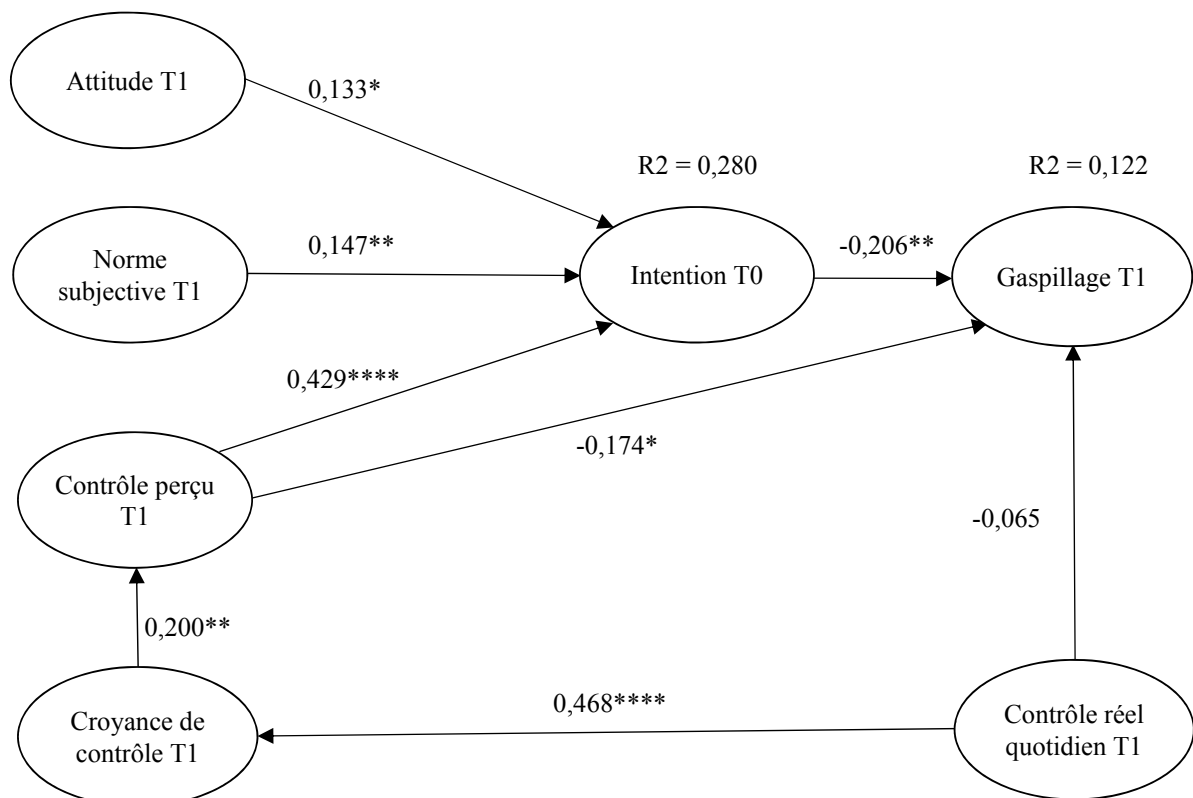 Attitude T1
0,133*
R2 = 0,280
R2 = 0,122
Norme
subjective T1
0,147**
Intention T0
-0,206**
Gaspillage T1
0,429****
-0,174*
Contrôle perçu
T1
-0,065
0,200**
Croyance de
contrôle T1
0,468****
Contrôle réel
quotidien T1